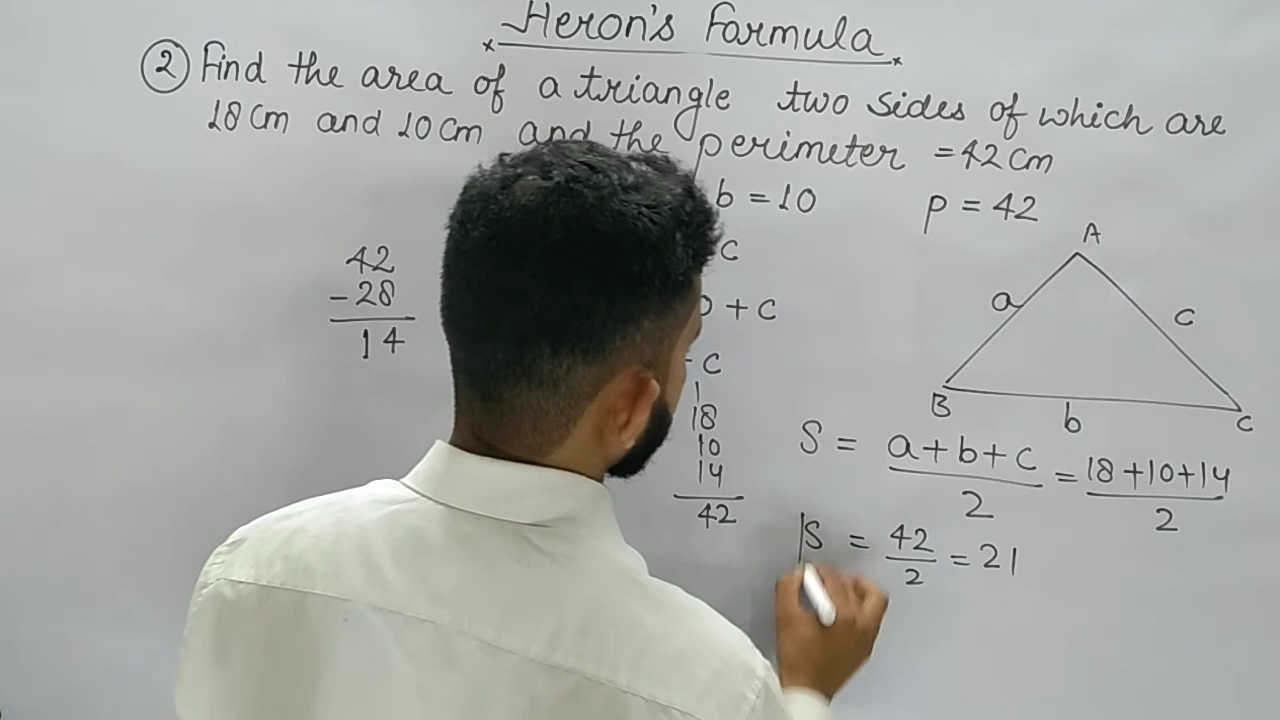 Heron's Formula
② Find the area of a triangle two sides of which are
18 cm and 10 cm and the perimeter = 42 cm
b = 10 p = 42
A
42
- 28
14
c
+ c
c
a
c
B
b
C
1
18
10
14
42
S = a+b+c / 2 = 18+10+14 / 2
S = 42 / 2 = 21